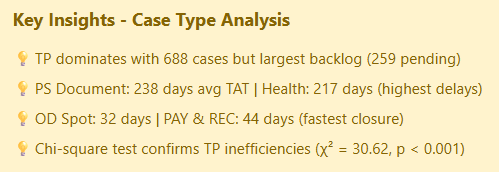 Key Insights - Case Type Analysis
💡 TP dominates with 688 cases but largest backlog (259 pending)
💡 PS Document: 238 days avg TAT | Health: 217 days (highest delays)
💡 OD Spot: 32 days | PAY & REC: 44 days (fastest closure)
💡 Chi-square test confirms TP inefficiencies (χ² = 30.62, p < 0.001)